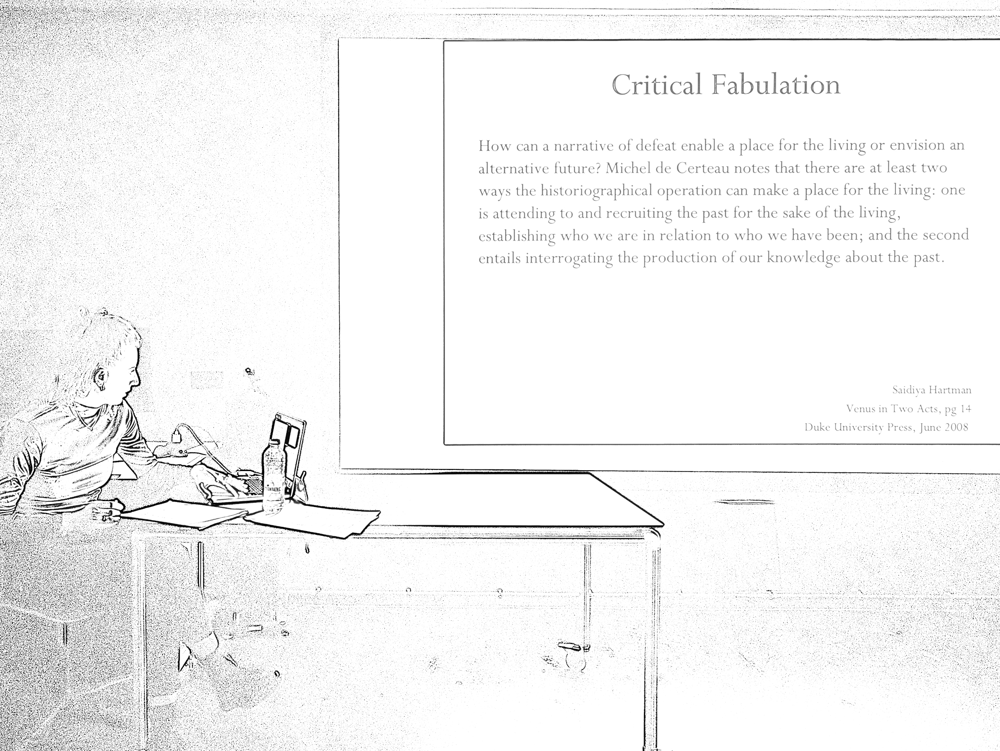 Critical Fabulation
How can a narrative of defeat enable a place for the living or envision an
alternative future? Michel de Certeau notes that there are at least two
ways the historiographical operation can make a place for the living: one
is attending to and recruiting the past for the sake of the living,
establishing who we are in relation to who we have been; and the second
entails interrogating the production of our knowledge about the past.
Saidiya Hartman
Venus in Two Acts, pg 14
Duke University Press, June 2008